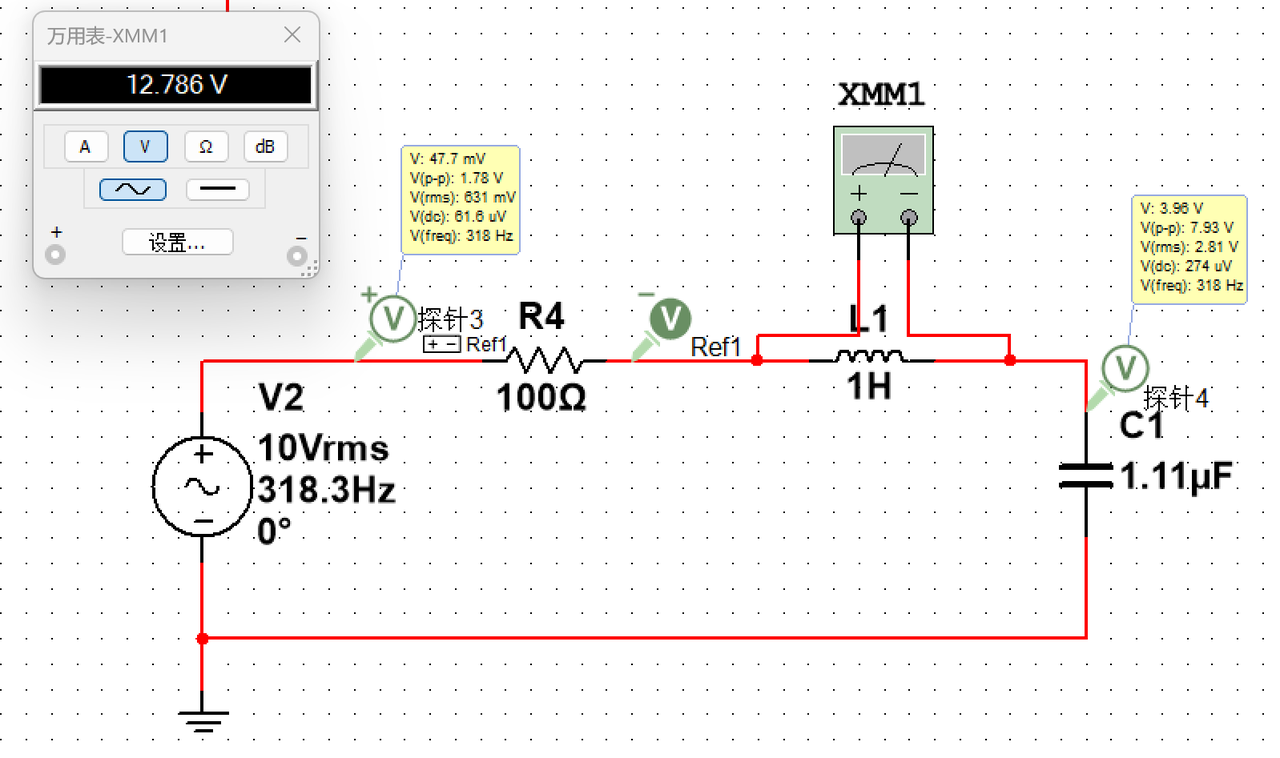 万用表-XMM1
12.786 V
A
V
Ω
dB
+
设置...
−
XMM1
+
−
V: 47.7 mV
V(p-p): 1.78 V
V(rms): 631 mV
V(dc): 61.6 uV
V(freq): 318 Hz
V: 3.96 V
V(p-p): 7.93 V
V(rms): 2.81 V
V(dc): 274 uV
V(freq): 318 Hz
+
V
探针3
+ −
Ref1
R4
100Ω
−
V
Ref1
L1
1H
V
探针4
C1
1.11µF
V2
10Vrms
318.3Hz
0°
+
−